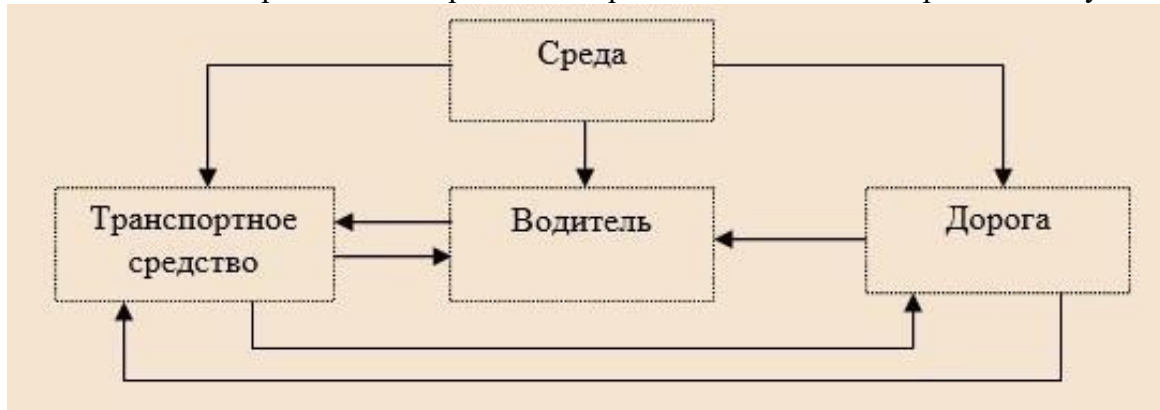 Среда
Транспортное
средство
Водитель
Дорога